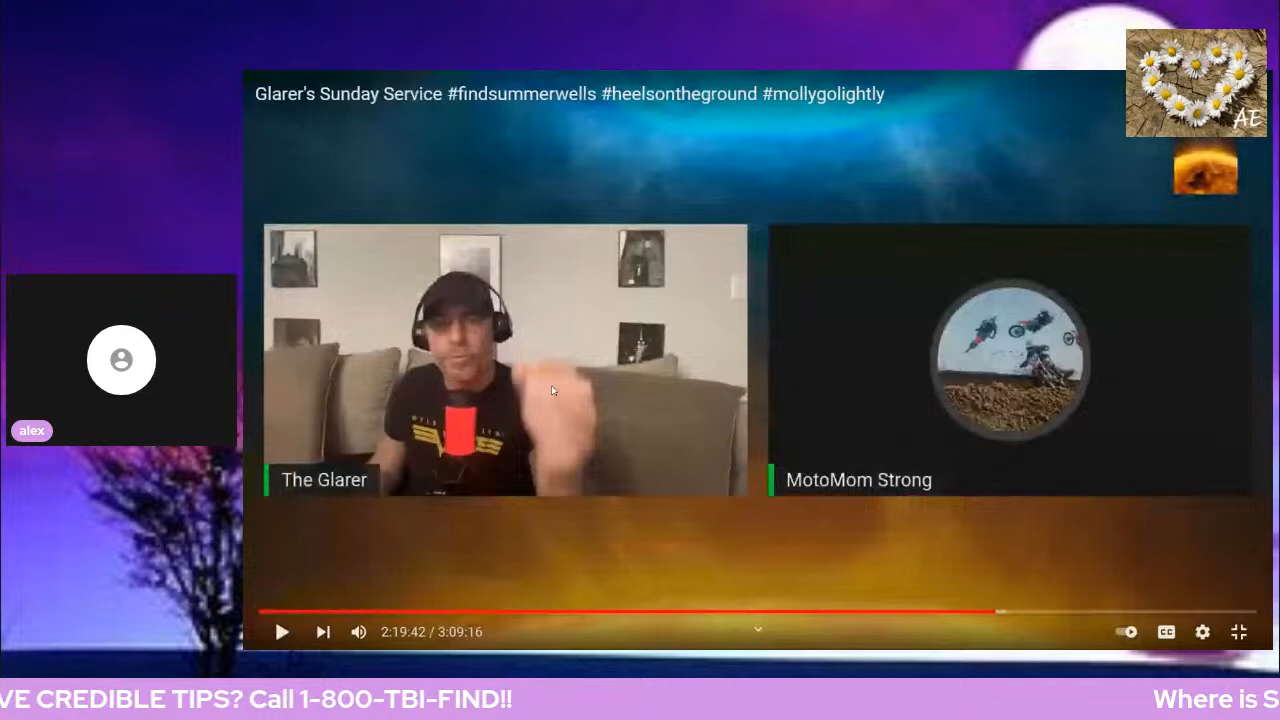 Glarer's Sunday Service #findsummerwells #heelsontheground #mollygolightly
AE
alex
The Glarer
MotoMom Strong
2:19:42 / 3:09:16
CC
VE CREDIBLE TIPS? Call 1-800-TBI-FIND!!
Where is S